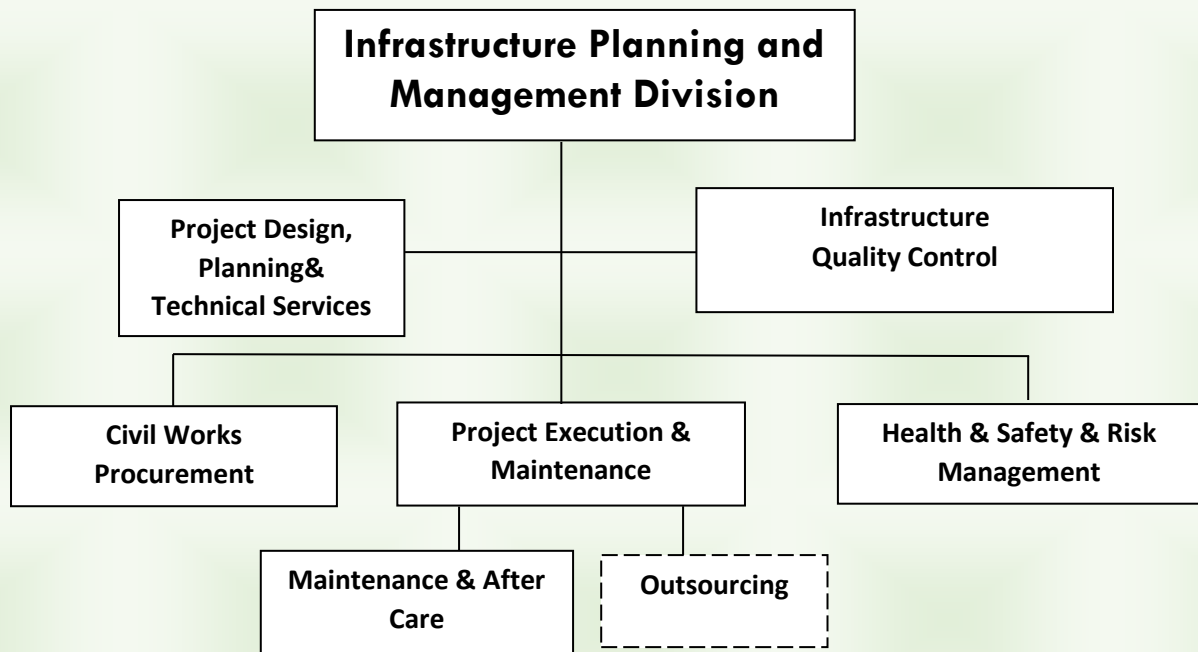 Infrastructure Planning and
Management Division
Project Design,
Planning&
Technical Services
Infrastructure
Quality Control
Civil Works
Procurement
Project Execution &
Maintenance
Health & Safety & Risk
Management
Maintenance & After
Care
Outsourcing